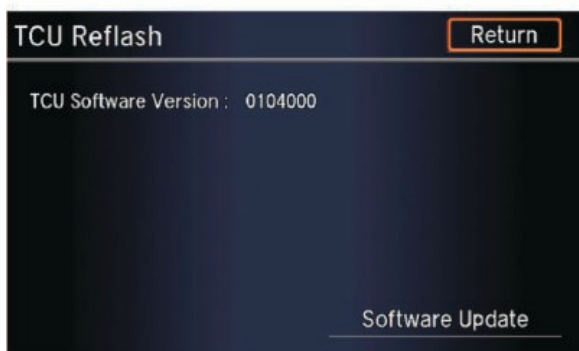 TCU Reflash
Return
TCU Software Version : 0104000
Software Update